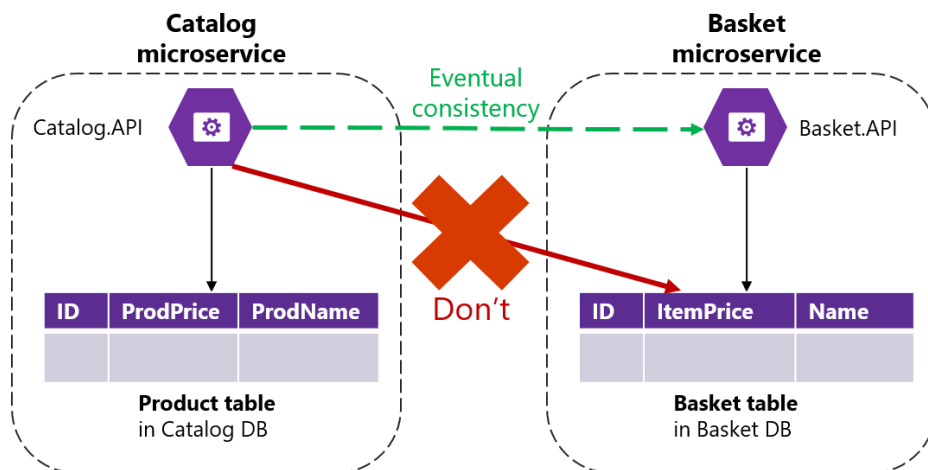 Catalog
microservice
Basket
microservice
Eventual
consistency
Catalog.API
Basket.API
Don't
ID ProdPrice ProdName
ID ItemPrice Name
Product table
in Catalog DB
Basket table
in Basket DB